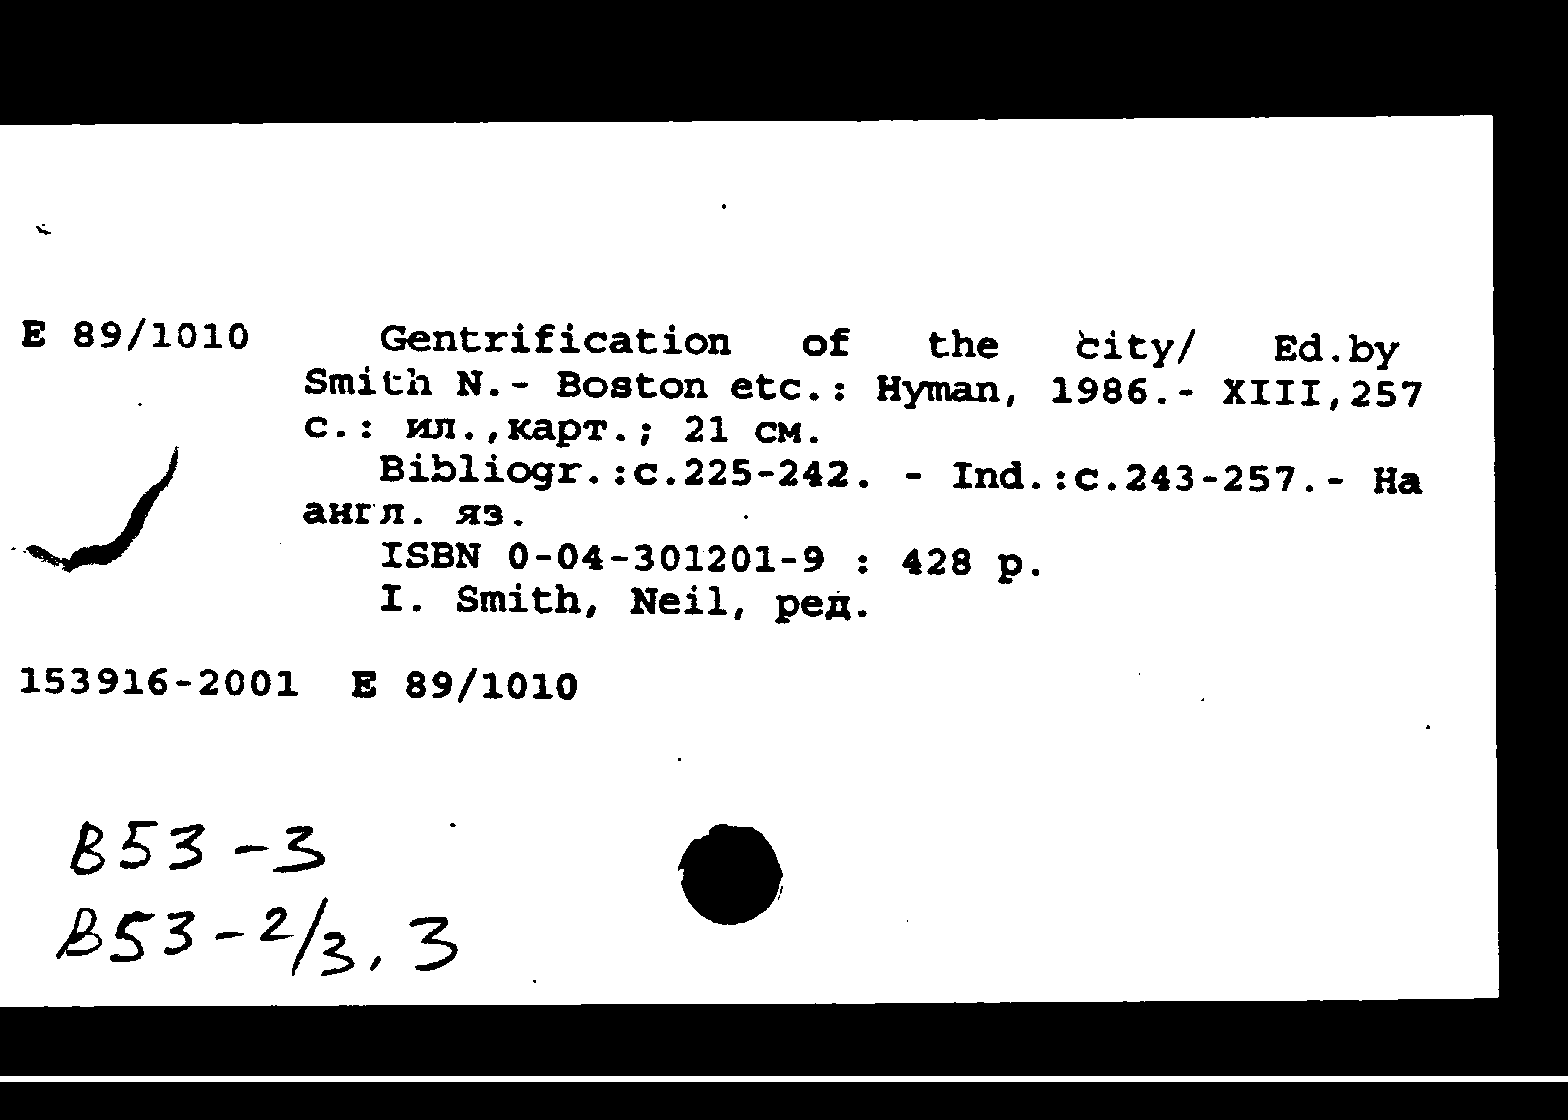 E 89/1010 Gentrification of the city/ Ed.by
Smith N.- Boston etc.: Hyman, 1986.- XIII,257
с.: ил.,карт.; 21 см.
Bibliogr.:с.225-242. - Ind.:с.243-257.- На
англ. яз.
ISBN 0-04-301201-9 : 428 р.
I. Smith, Neil, ред.
153916-2001 E 89/1010
В53-3
В53-2/3,3